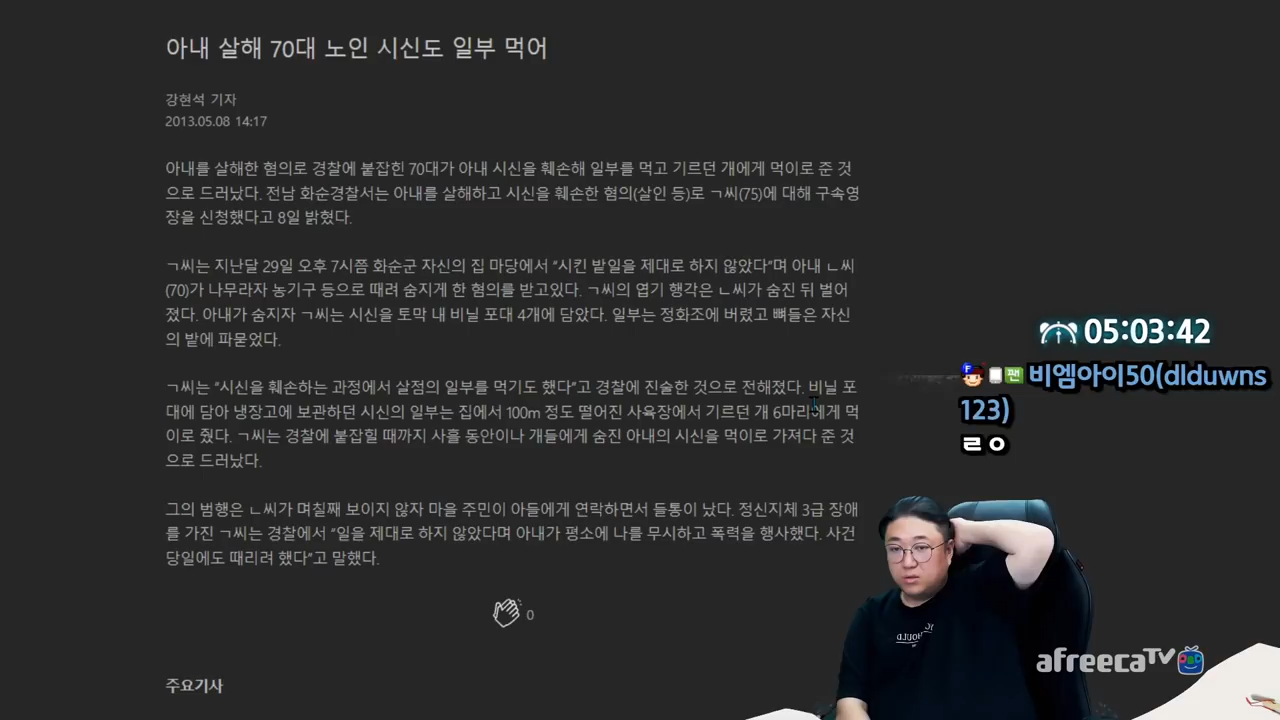 아내 살해 70대 노인 시신도 일부 먹어
강현석 기자
2013.05.08 14:17
아내를 살해한 혐의로 경찰에 붙잡힌 70대가 아내 시신을 훼손해 일부를 먹고 기르던 개에게 먹이로 준 것
으로 드러났다. 전남 화순경찰서는 아내를 살해하고 시신을 훼손한 혐의(살인 등)로 ㄱ씨(75)에 대해 구속영
장을 신청했다고 8일 밝혔다.
ㄱ씨는 지난달 29일 오후 7시쯤 화순군 자신의 집 마당에서 “시킨 밭일을 제대로 하지 않았다”며 아내 ㄴ씨
(70)가 나무라자 농기구 등으로 때려 숨지게 한 혐의를 받고있다. ㄱ씨의 엽기 행각은 ㄴ씨가 숨진 뒤 벌어
졌다. 아내가 숨지자 ㄱ씨는 시신을 토막 내 비닐 포대 4개에 담았다. 일부는 정화조에 버렸고 뼈들은 자신
의 밭에 파묻었다.
ㄱ씨는 “시신을 훼손하는 과정에서 살점의 일부를 먹기도 했다”고 경찰에 진술한 것으로 전해졌다. 비닐 포
대에 담아 냉장고에 보관하던 시신의 일부는 집에서 100m 정도 떨어진 사육장에서 기르던 개 6마리에게 먹
이로 줬다. ㄱ씨는 경찰에 붙잡힐 때까지 사흘 동안이나 개들에게 숨진 아내의 시신을 먹이로 가져다 준 것
으로 드러났다.
그의 범행은 ㄴ씨가 며칠째 보이지 않자 마을 주민이 아들에게 연락하면서 들통이 났다. 정신지체 3급 장애
를 가진 ㄱ씨는 경찰에서 “일을 제대로 하지 않았다며 아내가 평소에 나를 무시하고 폭력을 행사했다. 사건
당일에도 때리려 했다”고 말했다.
0
주요기사
05:03:42
F 팬 비엠아이50(dlduwns
123)
ㄹㅇ
afreecaTV